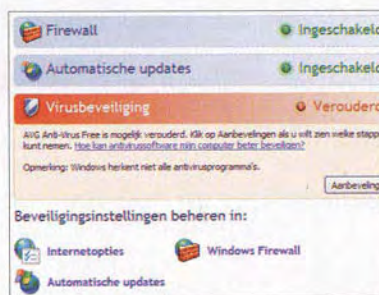 Firewall Ingeschakeld
Automatische updates Ingeschakeld
Virusbeveiliging Verouderd
AVG Anti-Virus Free is mogelijk verouderd. Klik op Aanbevelingen als u wilt zien welke stapp
kunt nemen. Hoe kan antivirussoftware mijn computer beter beveiligen?
Opmerking: Windows herkent niet alle antivirusprogramma's.
Aanbeveling
Beveiligingsinstellingen beheren in:
Internetopties Windows Firewall
Automatische updates